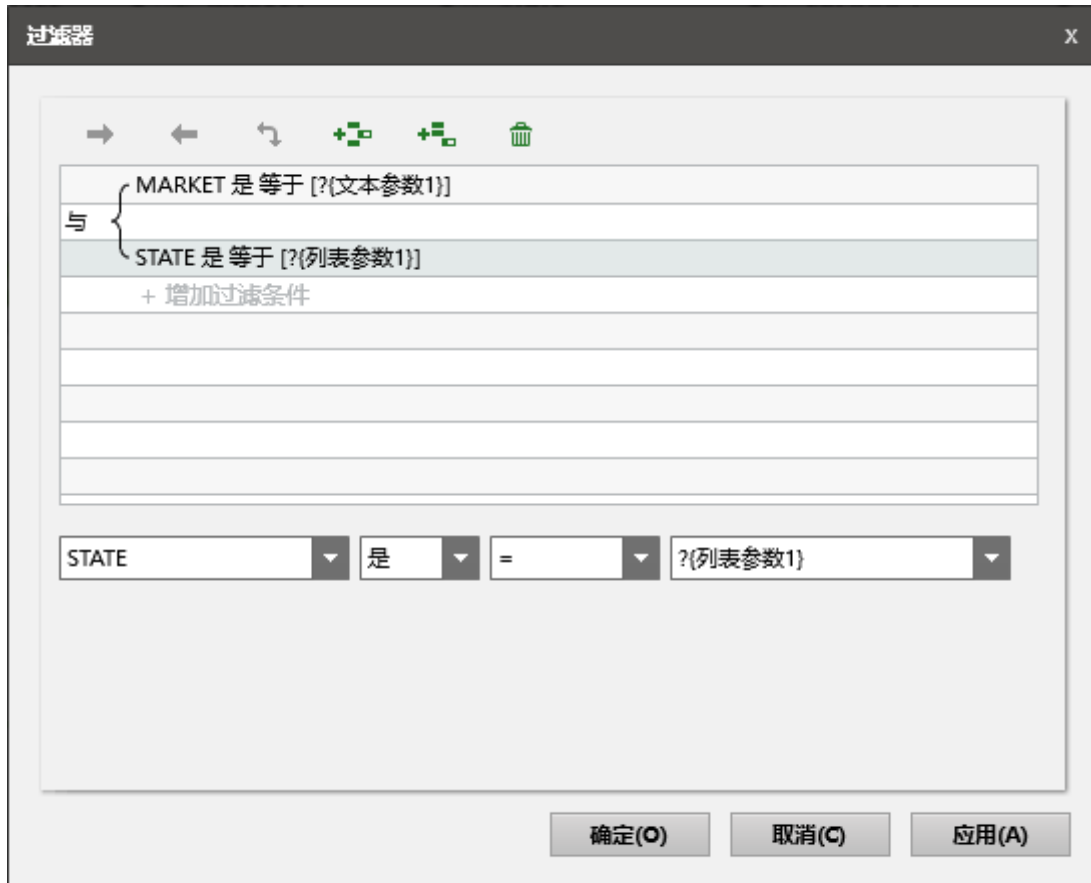 过滤器 x
MARKET 是 等于 [?{文本参数1}]
与
STATE 是 等于 [?{列表参数1}]
+ 增加过滤条件
STATE 是 = ?{列表参数1}
确定(O) 取消(C) 应用(A)